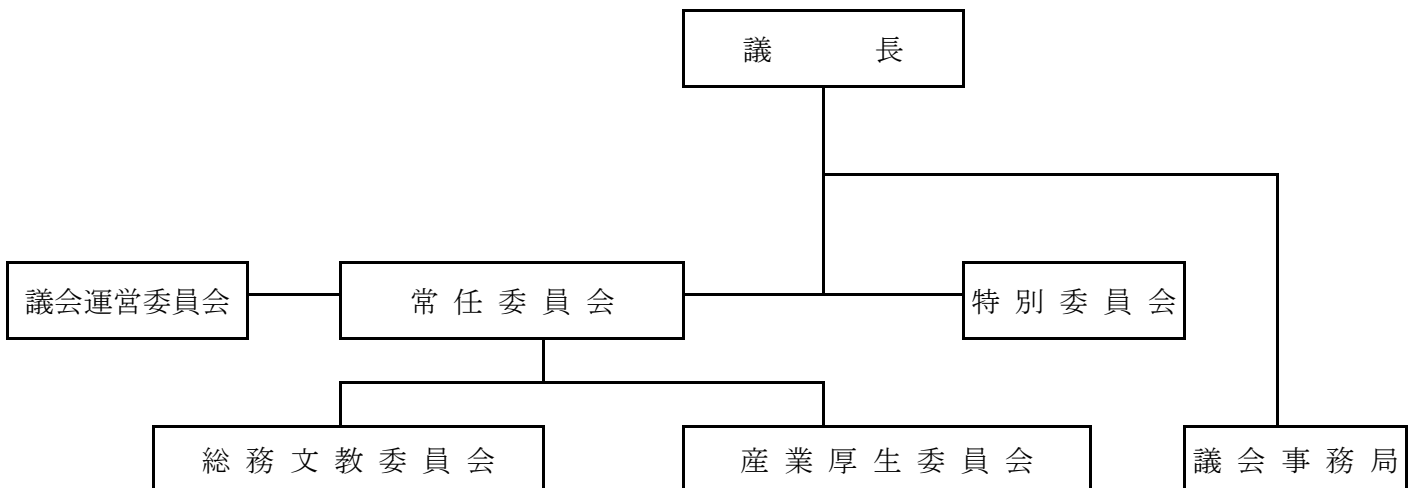 議　　長
議会運営委員会
常任委員会
特別委員会
総務文教委員会
産業厚生委員会
議会事務局